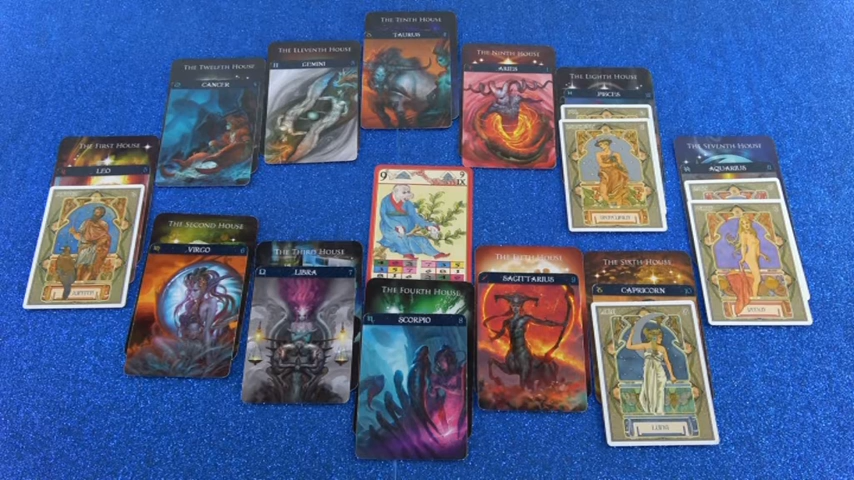 THE TENTH HOUSE
TAURUS
THE ELEVENTH HOUSE
II GEMINI
THE NINTH HOUSE
ARIES
THE TWELFTH HOUSE
CANCER
THE EIGHTH HOUSE
PISCES
THE FIRST HOUSE
LEO
THE SEVENTH HOUSE
AQUARIUS
9 9
IX
THE SECOND HOUSE
VIRGO
THE THIRD HOUSE
LIBRA
THE FIFTH HOUSE
SAGITTARIUS
THE SIXTH HOUSE
CAPRICORN
THE FOURTH HOUSE
SCORPIO